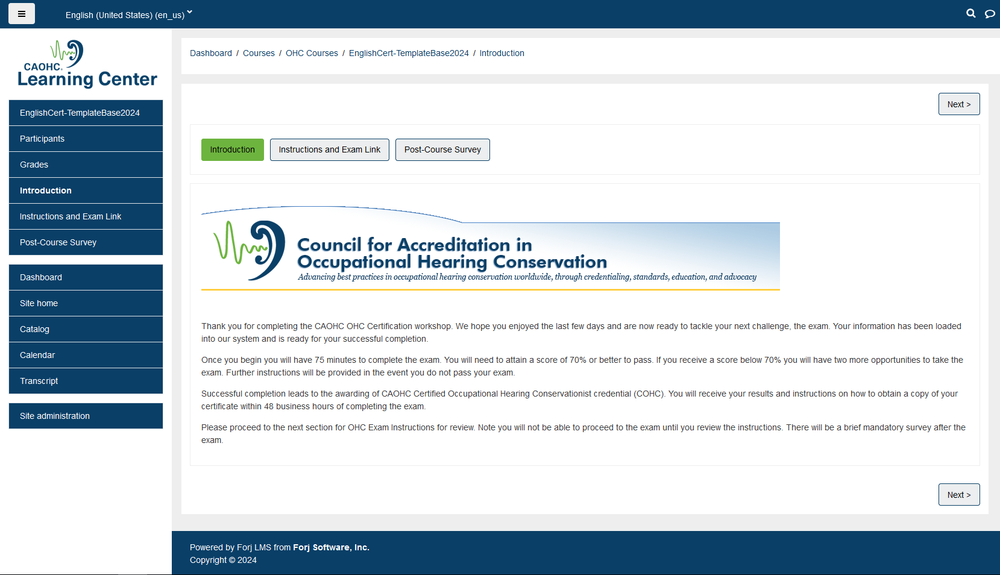 English (United States) (en_us)
CAOHC®
Learning Center
EnglishCert-TemplateBase2024
Participants
Grades
Introduction
Instructions and Exam Link
Post-Course Survey
Dashboard
Site home
Catalog
Calendar
Transcript
Site administration
Dashboard / Courses / OHC Courses / EnglishCert-TemplateBase2024 / Introduction
Next >
Introduction
Instructions and Exam Link
Post-Course Survey
Council for Accreditation in
Occupational Hearing Conservation
Advancing best practices in occupational hearing conservation worldwide, through credentialing, standards, education, and advocacy
Thank you for completing the CAOHC OHC Certification workshop. We hope you enjoyed the last few days and are now ready to tackle your next challenge, the exam. Your information has been loaded
into our system and is ready for your successful completion.
Once you begin you will have 75 minutes to complete the exam. You will need to attain a score of 70% or better to pass. If you receive a score below 70% you will have two more opportunities to take the
exam. Further instructions will be provided in the event you do not pass your exam.
Successful completion leads to the awarding of CAOHC Certified Occupational Hearing Conservationist credential (COHC). You will receive your results and instructions on how to obtain a copy of your
certificate within 48 business hours of completing the exam.
Please proceed to the next section for OHC Exam Instructions for review. Note you will not be able to proceed to the exam until you review the instructions. There will be a brief mandatory survey after the
exam.
Next >
Powered by Forj LMS from Forj Software, Inc.
Copyright © 2024